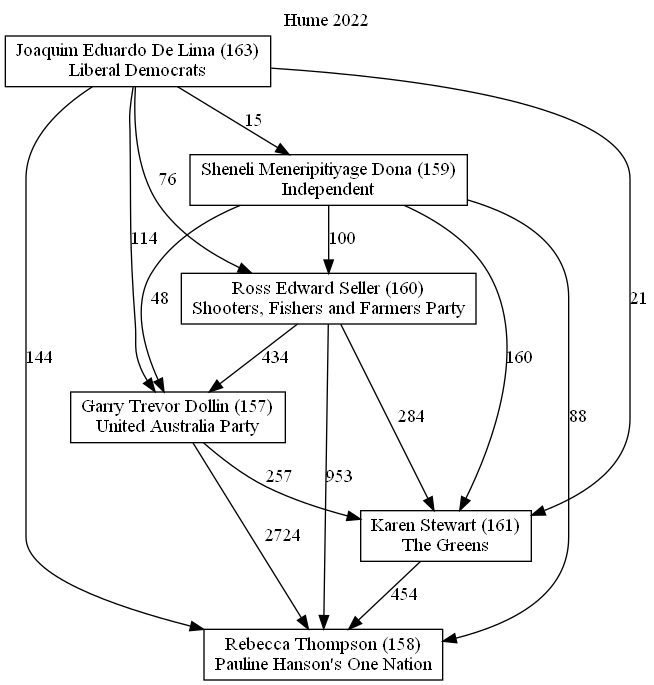 Hume 2022
Joaquim Eduardo De Lima (163)
Liberal Democrats
15
Sheneli Meneripitiyage Dona (159)
Independent
76
114
48
100
Ross Edward Seller (160)
Shooters, Fishers and Farmers Party
21
144
434
160
Garry Trevor Dollin (157)
United Australia Party
284
88
257
953
Karen Stewart (161)
The Greens
2724
454
Rebecca Thompson (158)
Pauline Hanson's One Nation